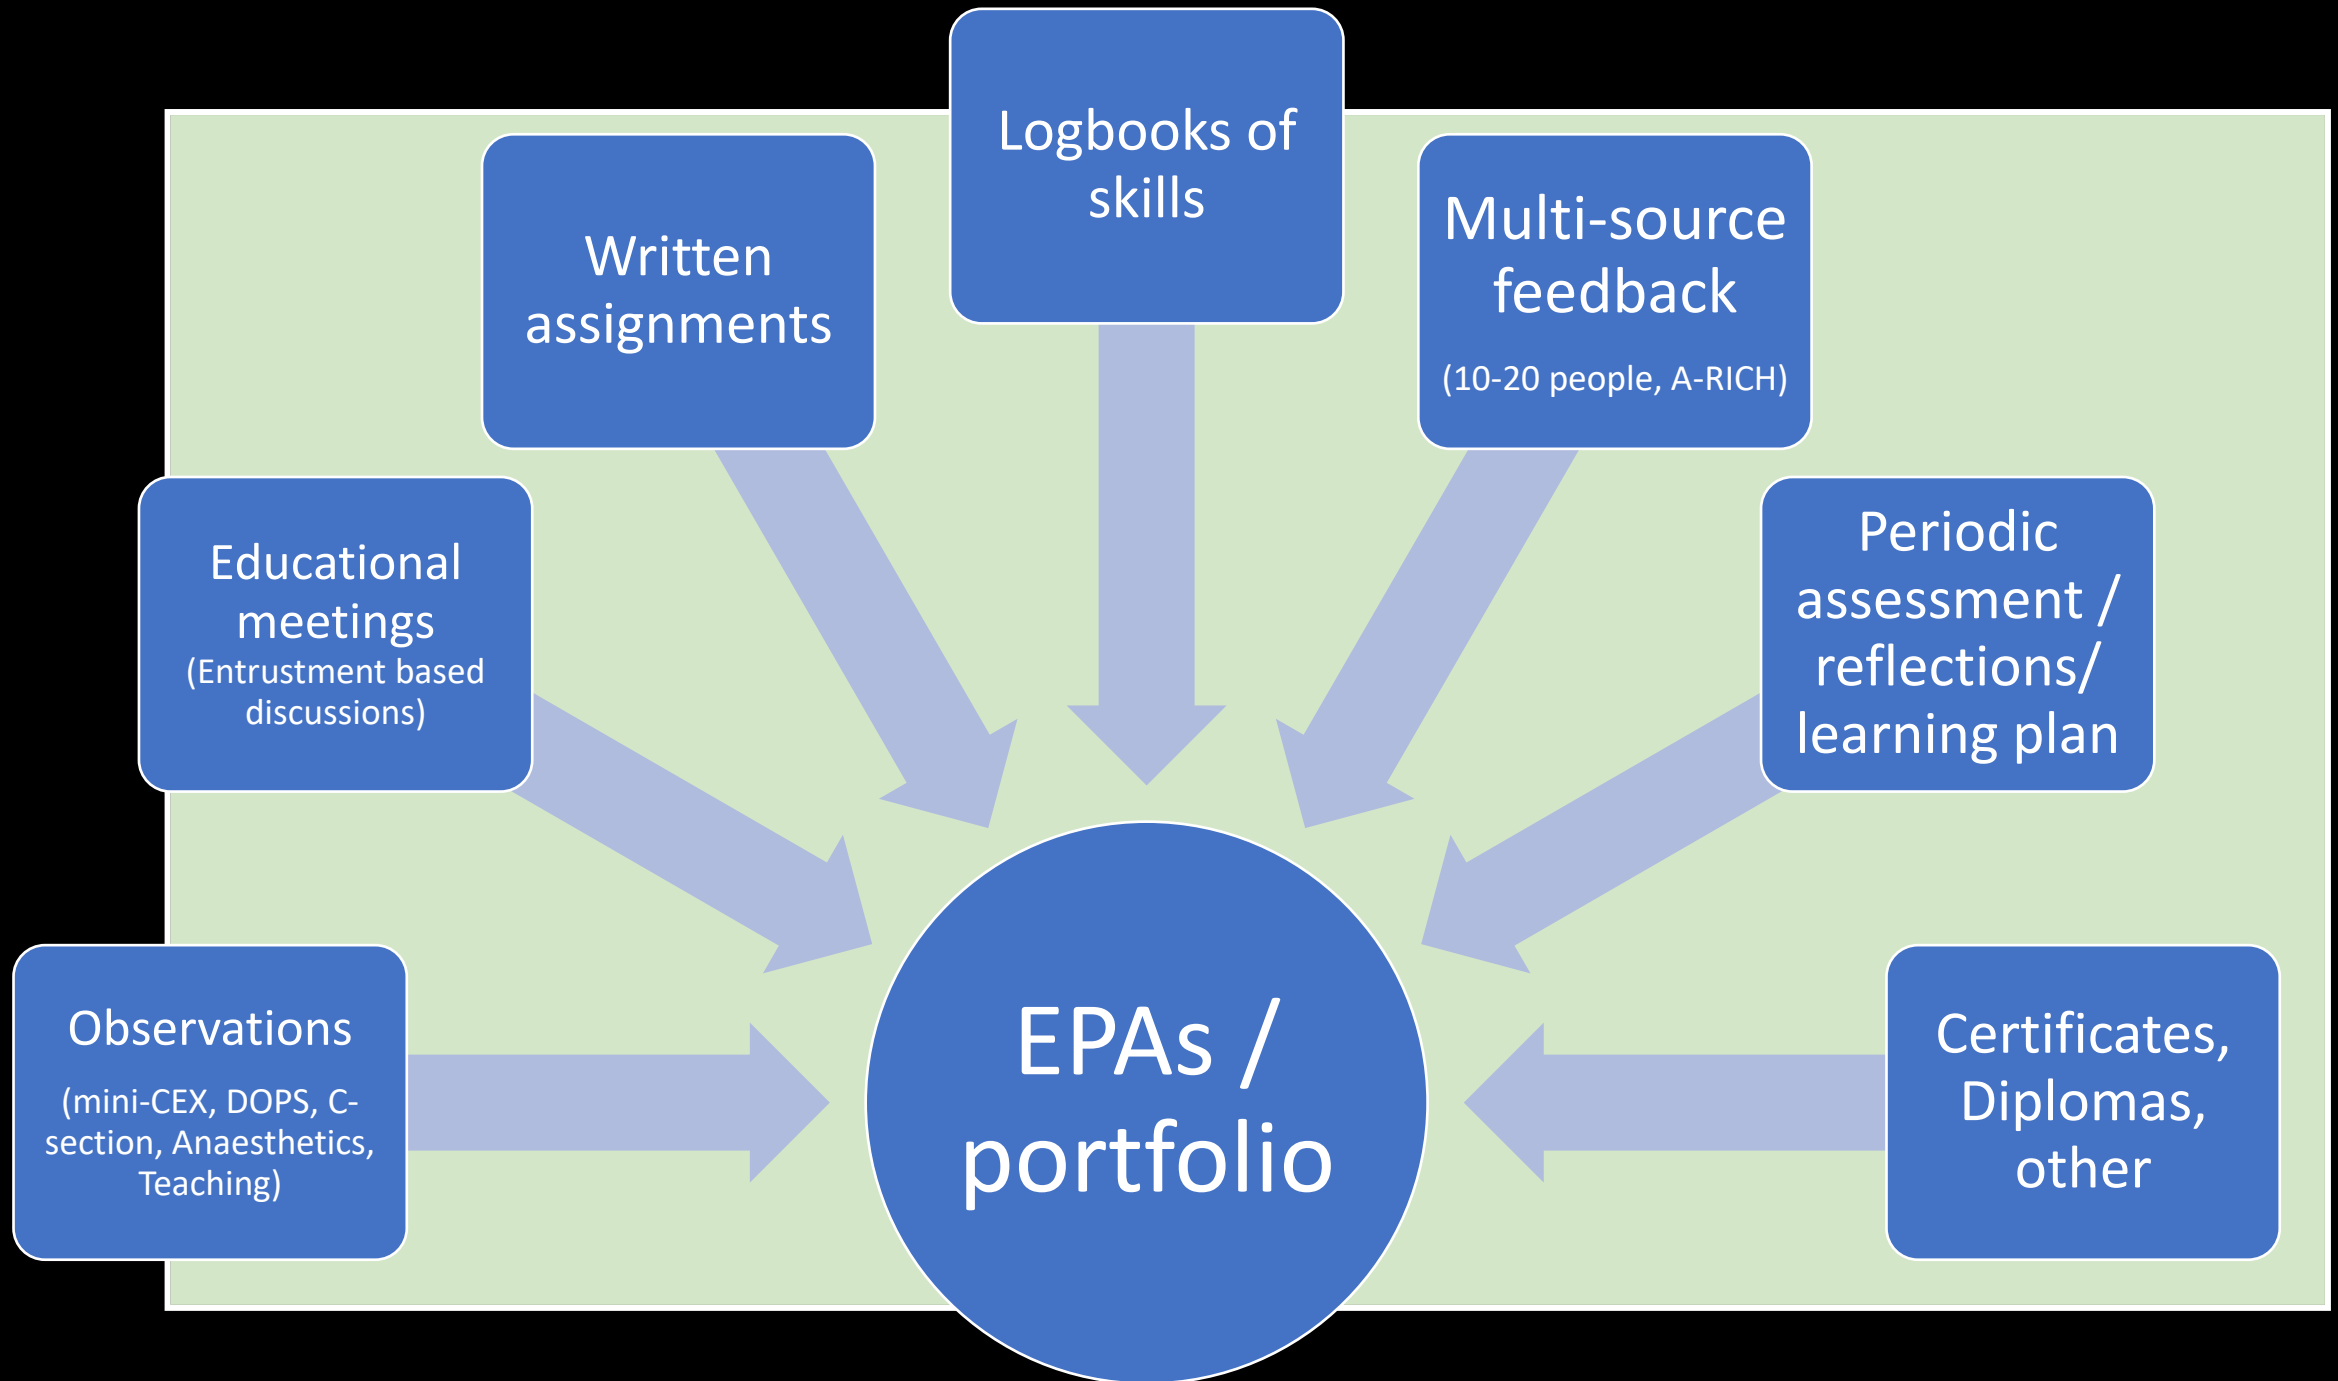 Logbooks of
skills
Written
assignments
Multi-source
feedback
(10-20 people, A-RICH)
Educational
meetings
(Entrustment based
discussions)
Periodic
assessment /
reflections/
learning plan
Observations
(mini-CEX, DOPS, C-
section, Anaesthetics,
Teaching)
EPAs /
portfolio
Certificates,
Diplomas,
other